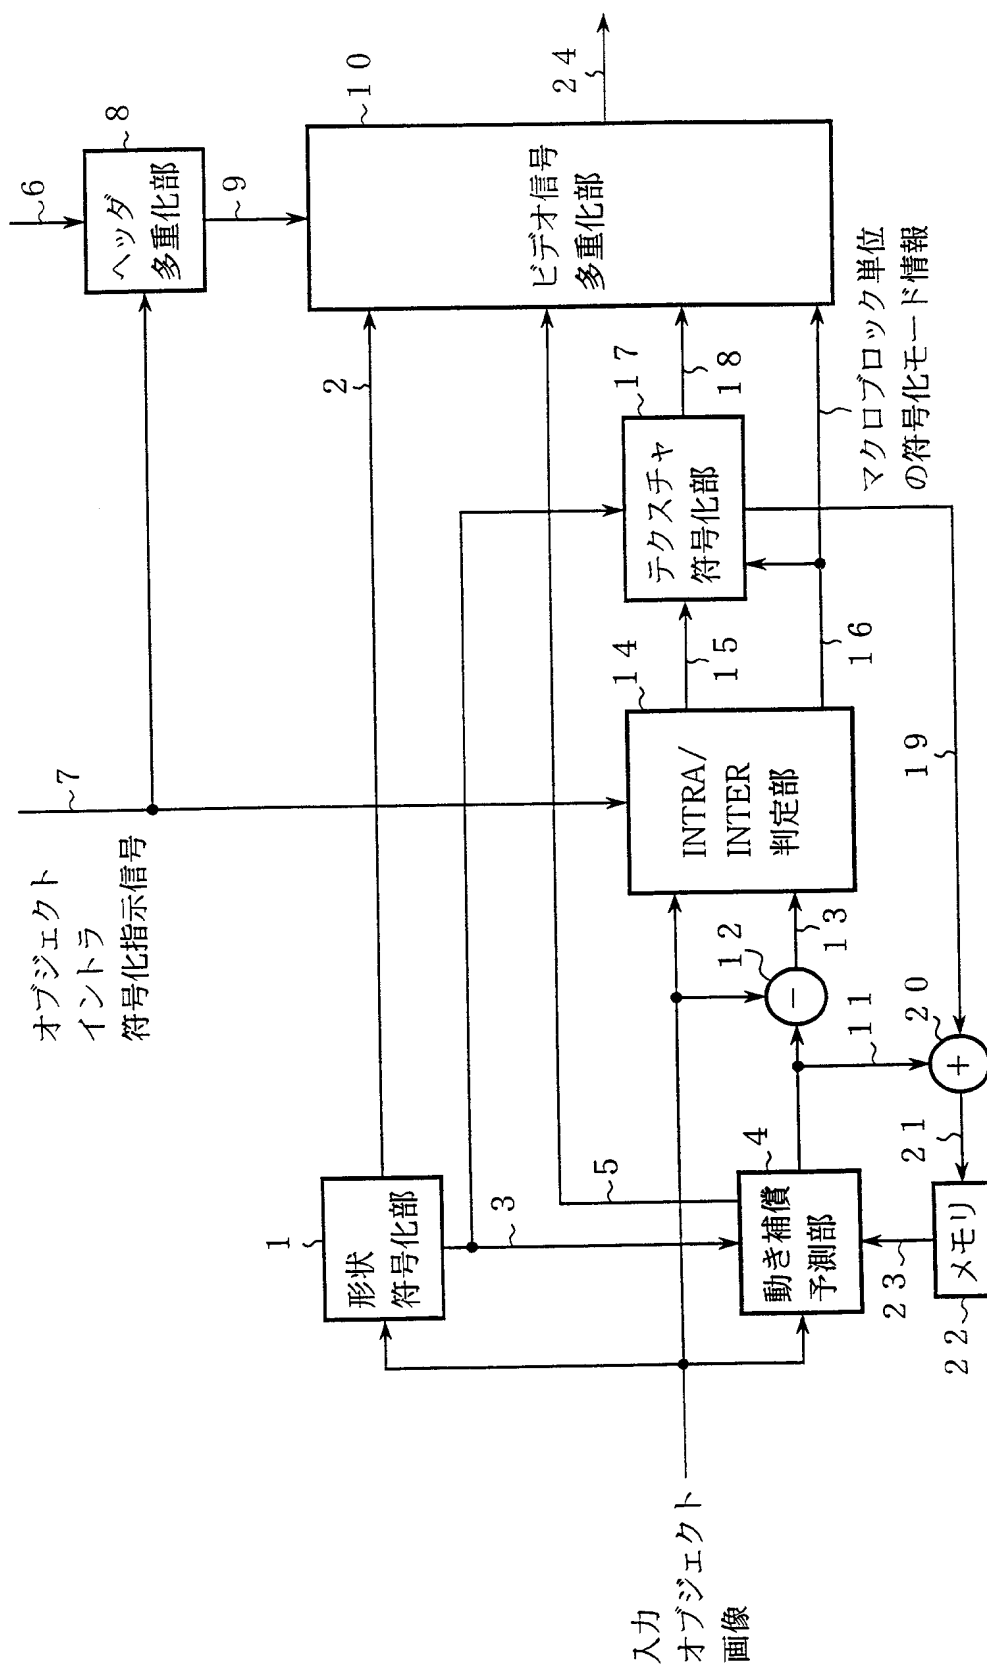 オブジェクト
イントラ
符号化指示信号
7
6
ヘッダ
多重化部
8
9
1
形状
符号化部
2
3
ビデオ信号
多重化部
10
24
入力
オブジェクト
画像
5
動き補償
予測部
4
INTRA/
INTER
判定部
14
15
16
テクスチャ
符号化部
17
18
マクロブロック単位
の符号化モード情報
12
−
13
11
19
20
+
21
メモリ
22
23